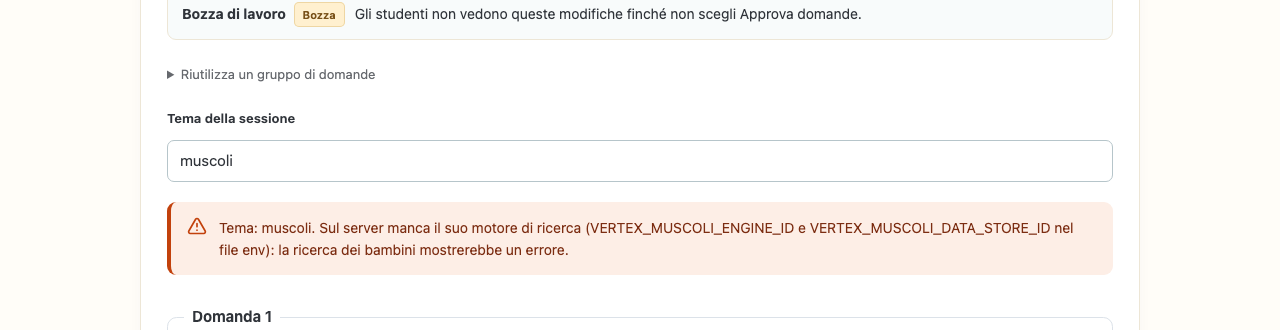 Bozza di lavoro Bozza Gli studenti non vedono queste modifiche finché non scegli Approva domande.
Riutilizza un gruppo di domande
Tema della sessione
muscoli
Tema: muscoli. Sul server manca il suo motore di ricerca (VERTEX_MUSCOLI_ENGINE_ID e VERTEX_MUSCOLI_DATA_STORE_ID nel
file env): la ricerca dei bambini mostrerebbe un errore.
Domanda 1